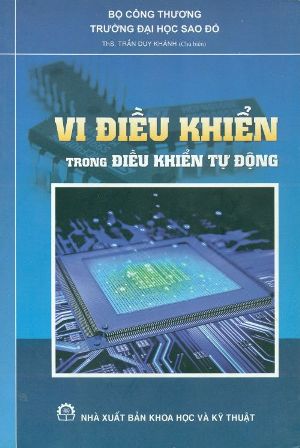 BỘ CÔNG THƯƠNG
TRƯỜNG ĐẠI HỌC SAO ĐỎ
ThS. TRẦN DUY KHÁNH (Chủ biên)
VI ĐIỀU KHIỂN
TRONG ĐIỀU KHIỂN TỰ ĐỘNG
NHÀ XUẤT BẢN KHOA HỌC VÀ KỸ THUẬT